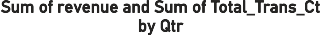 Sum of revenue and Sum of Total_Trans_Ct
by Qtr